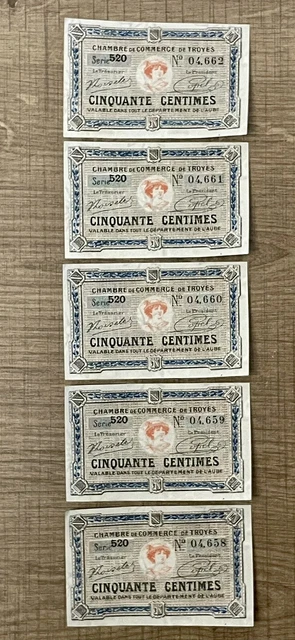 CHAMBRE DE COMMERCE DE TROYES
Série 520 Nº 04,662
Le Trésorier Le Président
CINQUANTE CENTIMES
VALABLE DANS TOUT LE DÉPARTEMENT DE L'AUBE
CHAMBRE DE COMMERCE DE TROYES
Série 520 Nº 04,661
Le Trésorier Le Président
CINQUANTE CENTIMES
VALABLE DANS TOUT LE DÉPARTEMENT DE L'AUBE
CHAMBRE DE COMMERCE DE TROYES
Série 520 Nº 04,660
Le Trésorier Le Président
CINQUANTE CENTIMES
VALABLE DANS TOUT LE DÉPARTEMENT DE L'AUBE
CHAMBRE DE COMMERCE DE TROYES
Série 520 Nº 04,659
Le Trésorier Le Président
CINQUANTE CENTIMES
VALABLE DANS TOUT LE DÉPARTEMENT DE L'AUBE
CHAMBRE DE COMMERCE DE TROYES
Série 520 Nº 04,658
Le Trésorier Le Président
CINQUANTE CENTIMES
VALABLE DANS TOUT LE DÉPARTEMENT DE L'AUBE